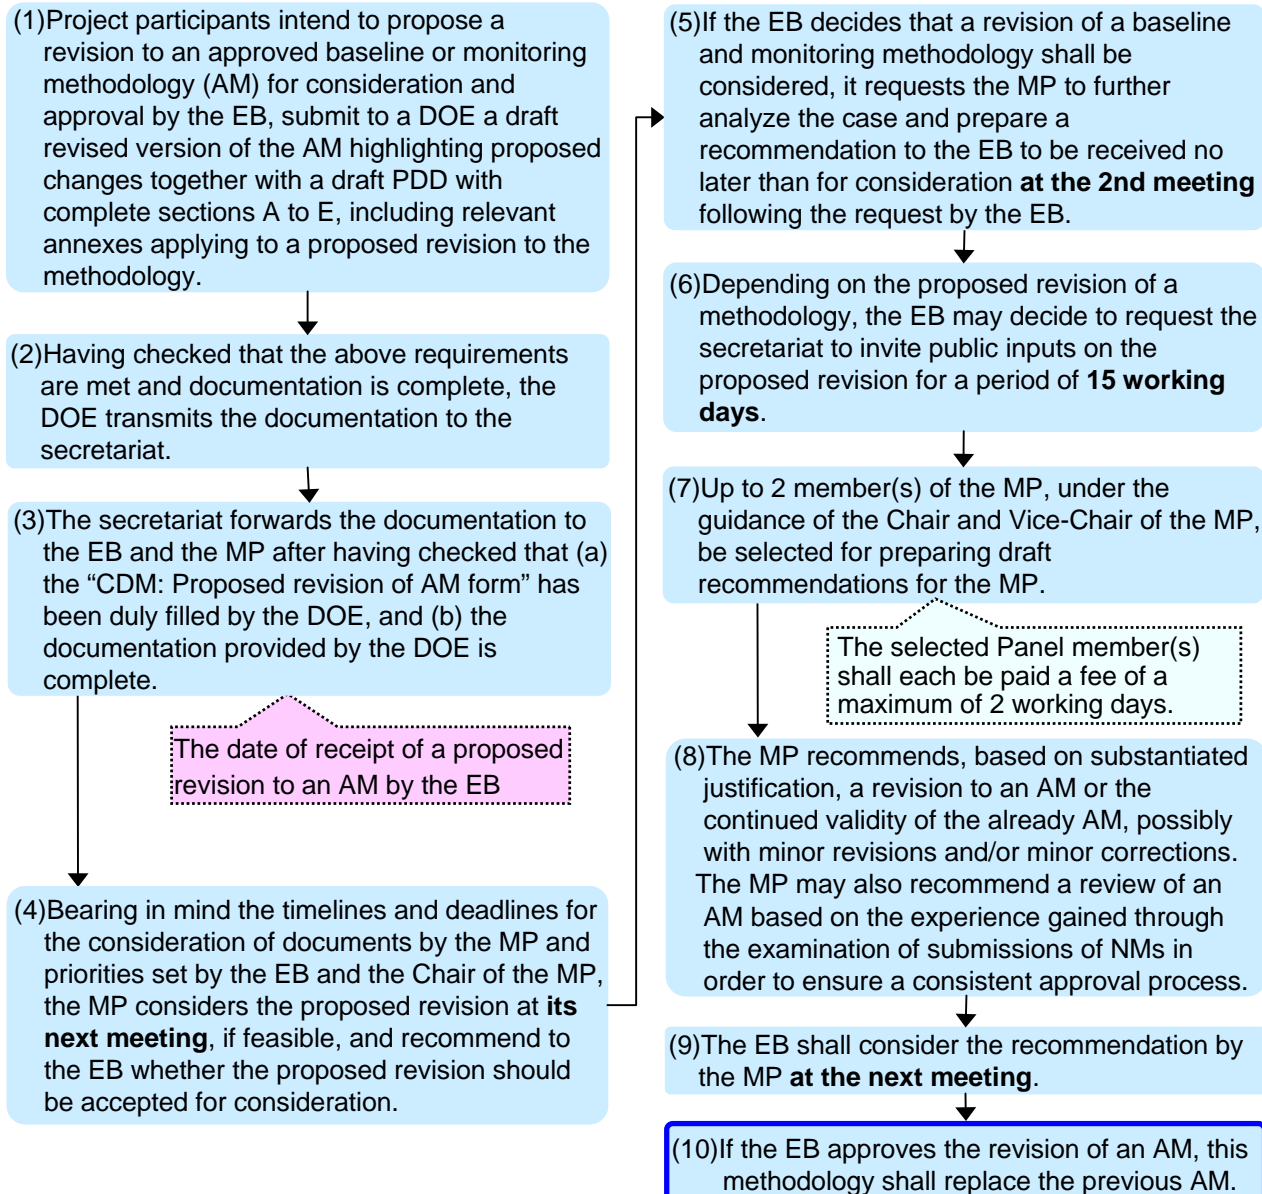 (1)Project participants intend to propose a
revision to an approved baseline or monitoring
methodology (AM) for consideration and
approval by the EB, submit to a DOE a draft
revised version of the AM highlighting proposed
changes together with a draft PDD with
complete sections A to E, including relevant
annexes applying to a proposed revision to the
methodology.
(2)Having checked that the above requirements
are met and documentation is complete, the
DOE transmits the documentation to the
secretariat.
(3)The secretariat forwards the documentation to
the EB and the MP after having checked that (a)
the “CDM: Proposed revision of AM form” has
been duly filled by the DOE, and (b) the
documentation provided by the DOE is
complete.
The date of receipt of a proposed
revision to an AM by the EB
(4)Bearing in mind the timelines and deadlines for
the consideration of documents by the MP and
priorities set by the EB and the Chair of the MP,
the MP considers the proposed revision at its
next meeting, if feasible, and recommend to
the EB whether the proposed revision should
be accepted for consideration.
(5)If the EB decides that a revision of a baseline
and monitoring methodology shall be
considered, it requests the MP to further
analyze the case and prepare a
recommendation to the EB to be received no
later than for consideration at the 2nd meeting
following the request by the EB.
(6)Depending on the proposed revision of a
methodology, the EB may decide to request the
secretariat to invite public inputs on the
proposed revision for a period of 15 working
days.
(7)Up to 2 member(s) of the MP, under the
guidance of the Chair and Vice-Chair of the MP,
be selected for preparing draft
recommendations for the MP.
The selected Panel member(s)
shall each be paid a fee of a
maximum of 2 working days.
(8)The MP recommends, based on substantiated
justification, a revision to an AM or the
continued validity of the already AM, possibly
with minor revisions and/or minor corrections.
The MP may also recommend a review of an
AM based on the experience gained through
the examination of submissions of NMs in
order to ensure a consistent approval process.
(9)The EB shall consider the recommendation by
the MP at the next meeting.
(10)If the EB approves the revision of an AM, this
methodology shall replace the previous AM.